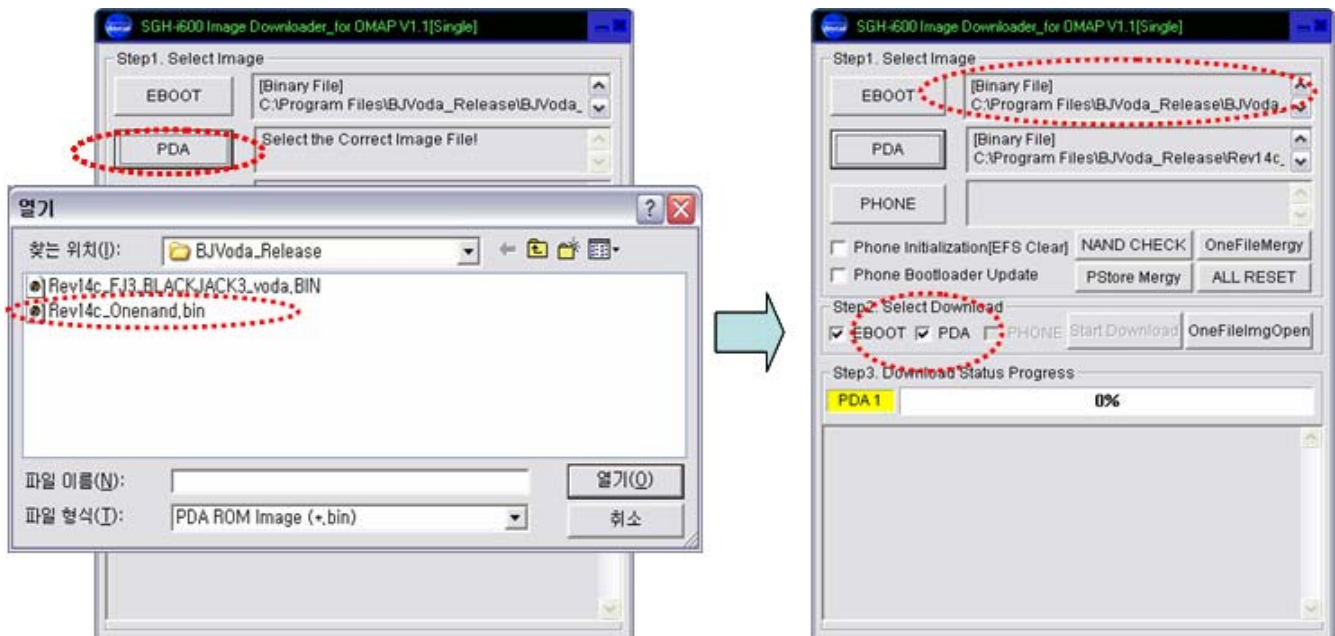 SGH-i600 Image Downloader_for OMAP V1.1[Single]
Step1. Select Image
EBOOT
[Binary File]
C:\Program Files\BJVoda_Release\BJVoda_
PDA
Select the Correct Image File!
열기
찾는 위치(I):
BJVoda_Release
Rev14c_FJ3_BLACKJACK3_voda.BIN
Rev14c_Onenand.bin
파일 이름(N):
열기(O)
파일 형식(T):
PDA ROM Image (*.bin)
취소
SGH-i600 Image Downloader_for OMAP V1.1[Single]
Step1. Select Image
EBOOT
[Binary File]
C:\Program Files\BJVoda_Release\BJVoda_
PDA
[Binary File]
C:\Program Files\BJVoda_Release\Rev14c_
PHONE
Phone Initialization[EFS Clear]
NAND CHECK
OneFileMergy
Phone Bootloader Update
PStore Mergy
ALL RESET
Step2. Select Download
EBOOT
PDA
PHONE
Start Download
OneFileImgOpen
Step3. Download Status Progress
PDA 1
0%